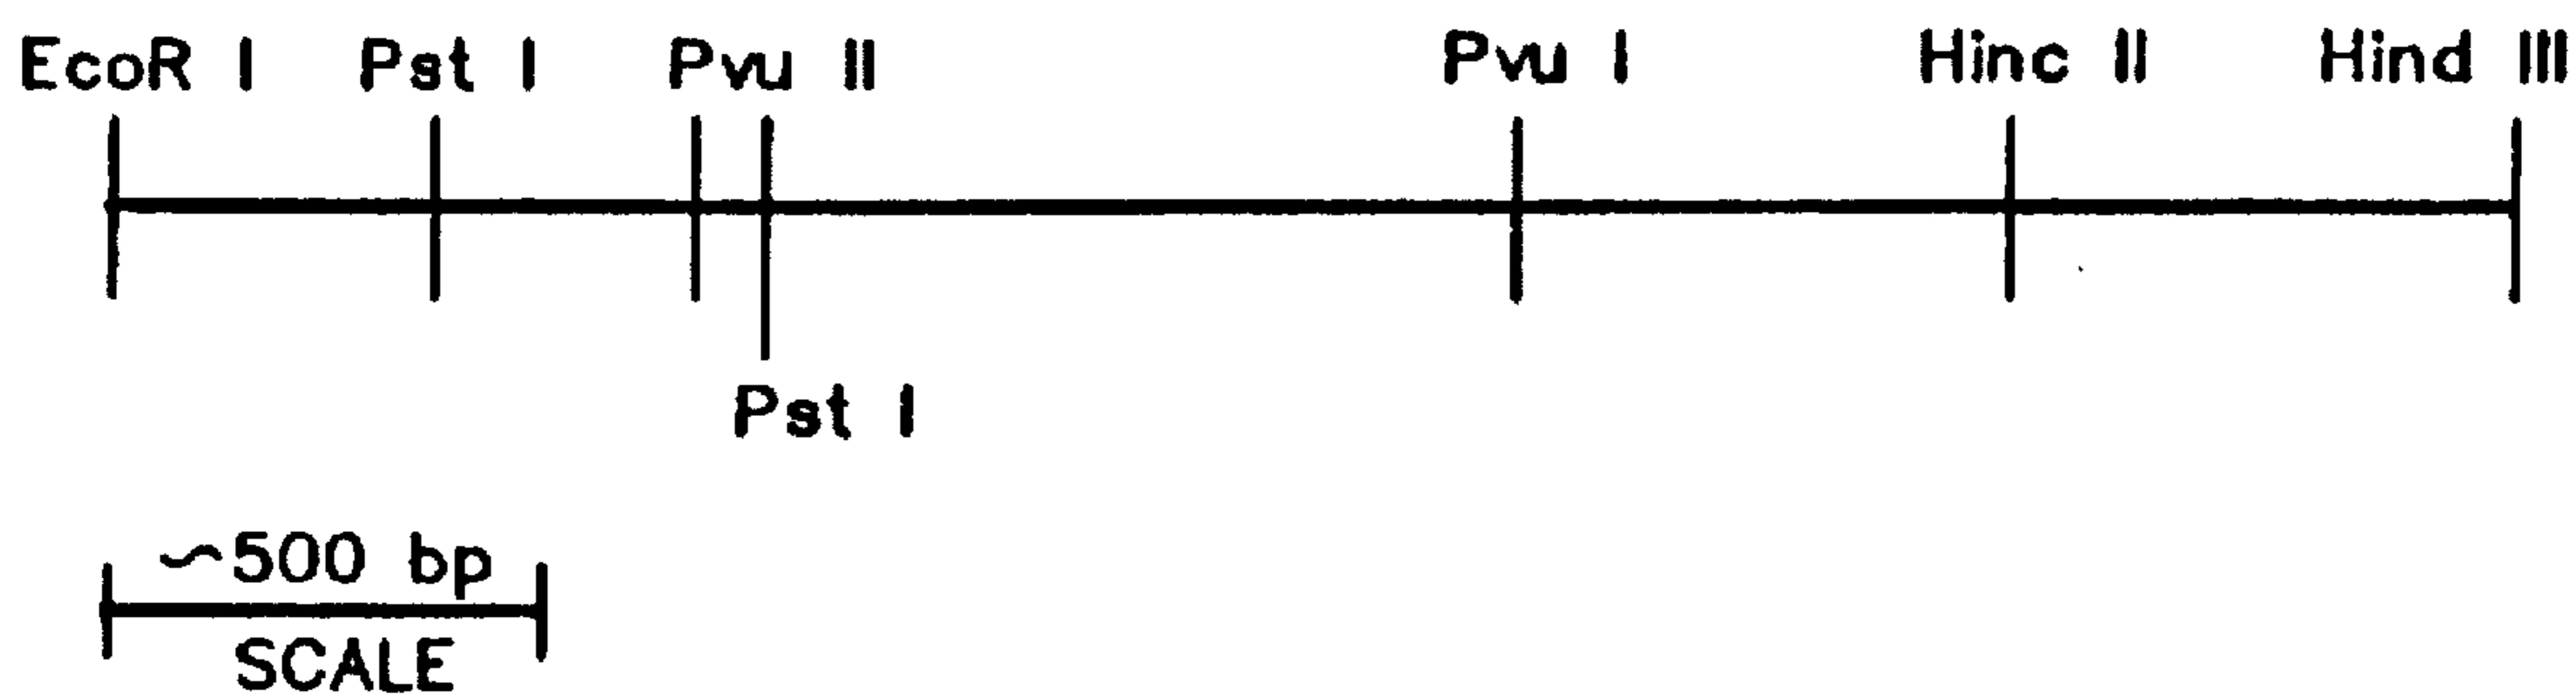 EcoR I Pst I Pvu II Pvu I Hinc II Hind III
Pst I
~500 bp
SCALE